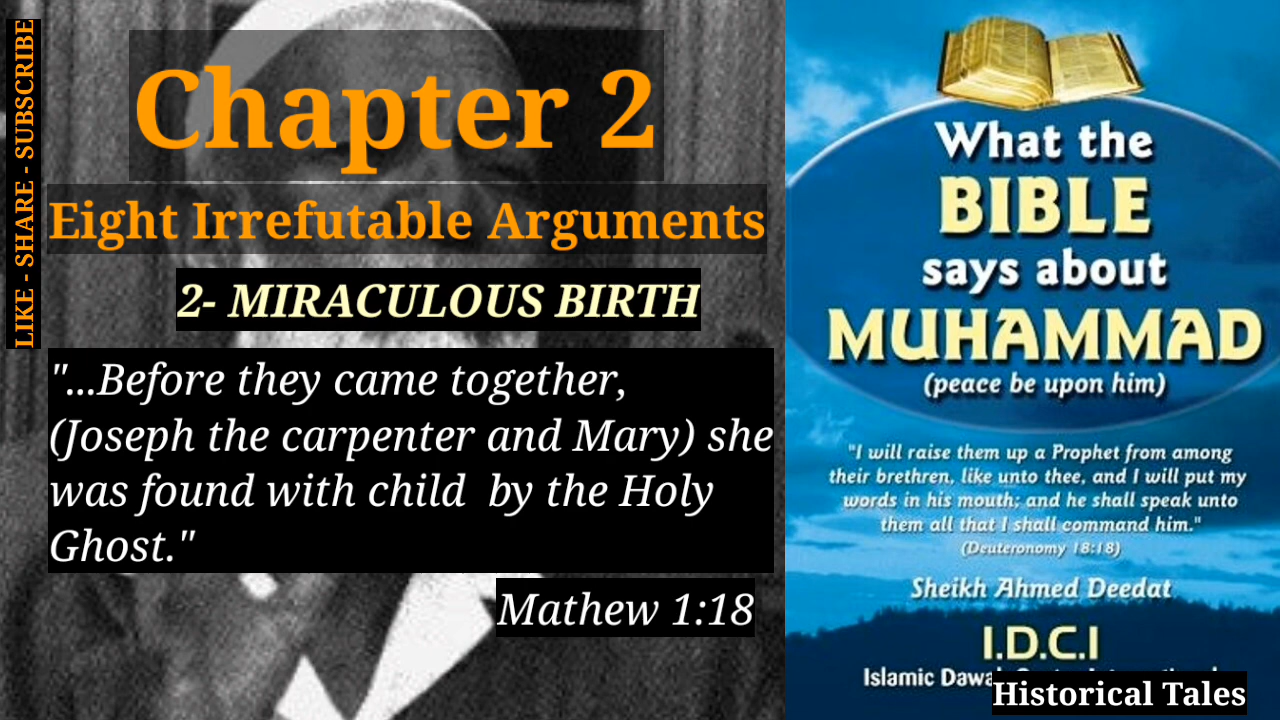 LIKE - SHARE - SUBSCRIBE
Chapter 2
Eight Irrefutable Arguments
2- MIRACULOUS BIRTH
"...Before they came together,
(Joseph the carpenter and Mary) she
was found with child by the Holy
Ghost."
Mathew 1:18
What the
BIBLE
says about
MUHAMMAD
(peace be upon him)
"I will raise them up a Prophet from among
their brethren, like unto thee, and I will put my
words in his mouth; and he shall speak unto
them all that I shall command him."
(Deuteronomy 18:18)
Sheikh Ahmed Deedat
I.D.C.I
Islamic
Historical Tales